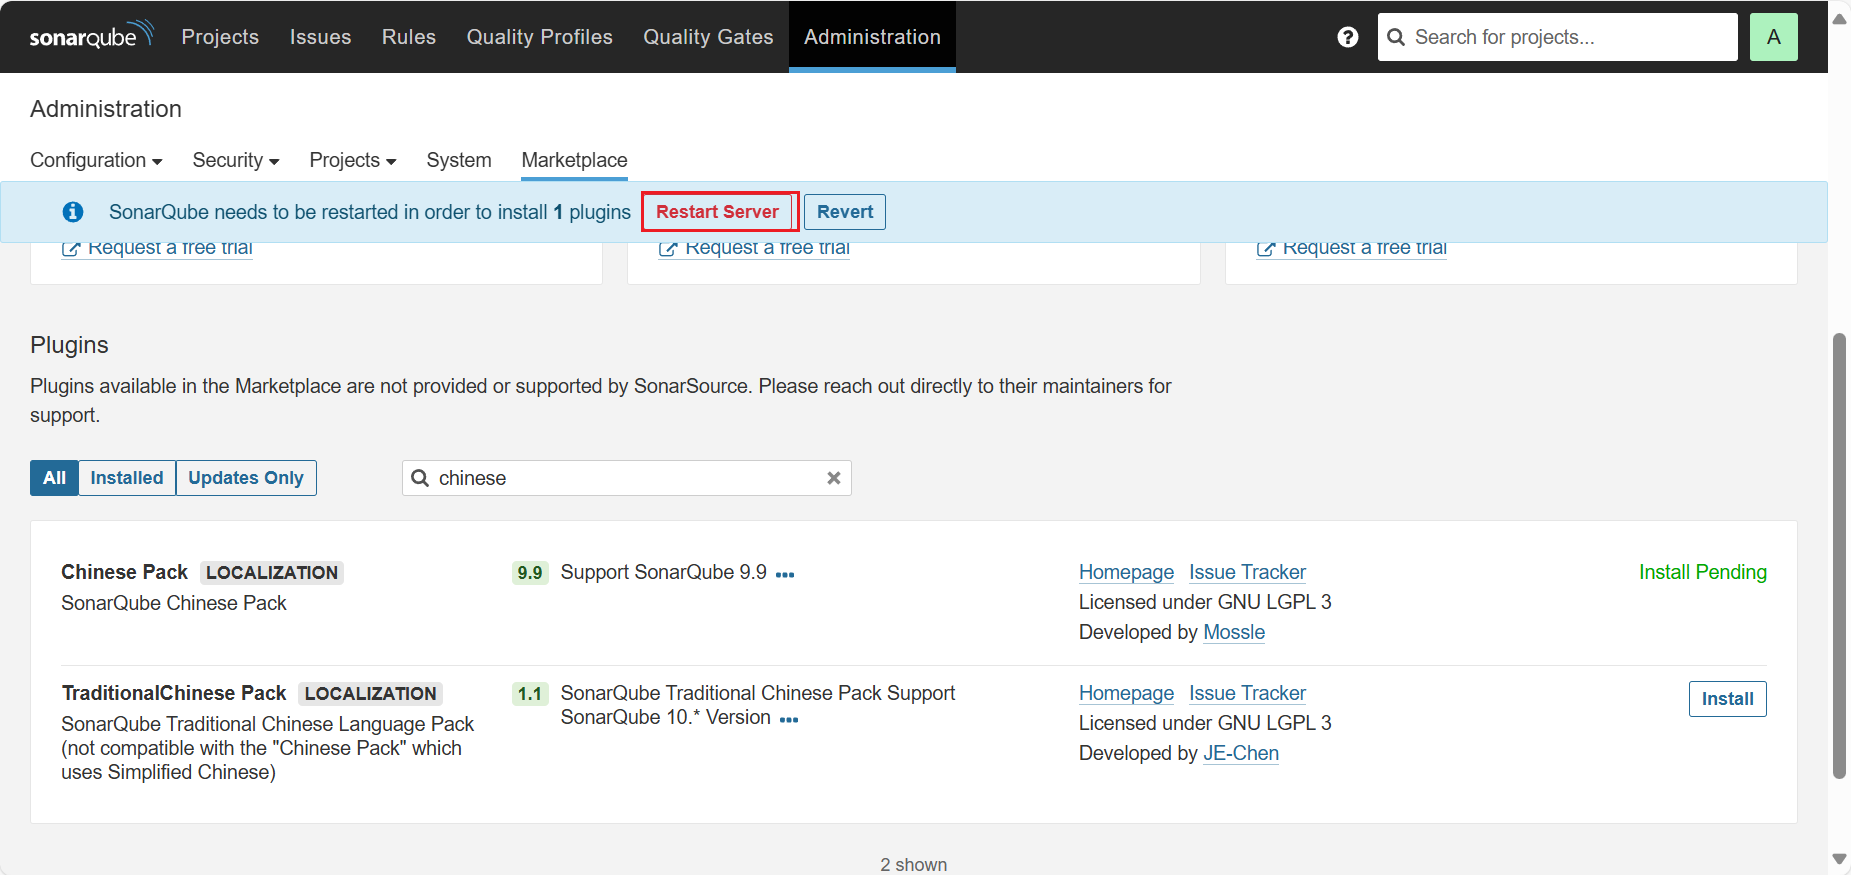 sonarqube Projects Issues Rules Quality Profiles Quality Gates Administration Search for projects... A
Administration
Configuration Security Projects System Marketplace
SonarQube needs to be restarted in order to install 1 plugins Restart Server Revert
Request a free trial Request a free trial Request a free trial
Plugins
Plugins available in the Marketplace are not provided or supported by SonarSource. Please reach out directly to their maintainers for
support.
All Installed Updates Only chinese
Chinese Pack LOCALIZATION 9.9 Support SonarQube 9.9 ••• Homepage Issue Tracker Install Pending
SonarQube Chinese Pack Licensed under GNU LGPL 3
Developed by Mossle
TraditionalChinese Pack LOCALIZATION 1.1 SonarQube Traditional Chinese Pack Support Homepage Issue Tracker Install
SonarQube Traditional Chinese Language Pack SonarQube 10.* Version ••• Licensed under GNU LGPL 3
(not compatible with the "Chinese Pack" which Developed by JE-Chen
uses Simplified Chinese)
2 shown